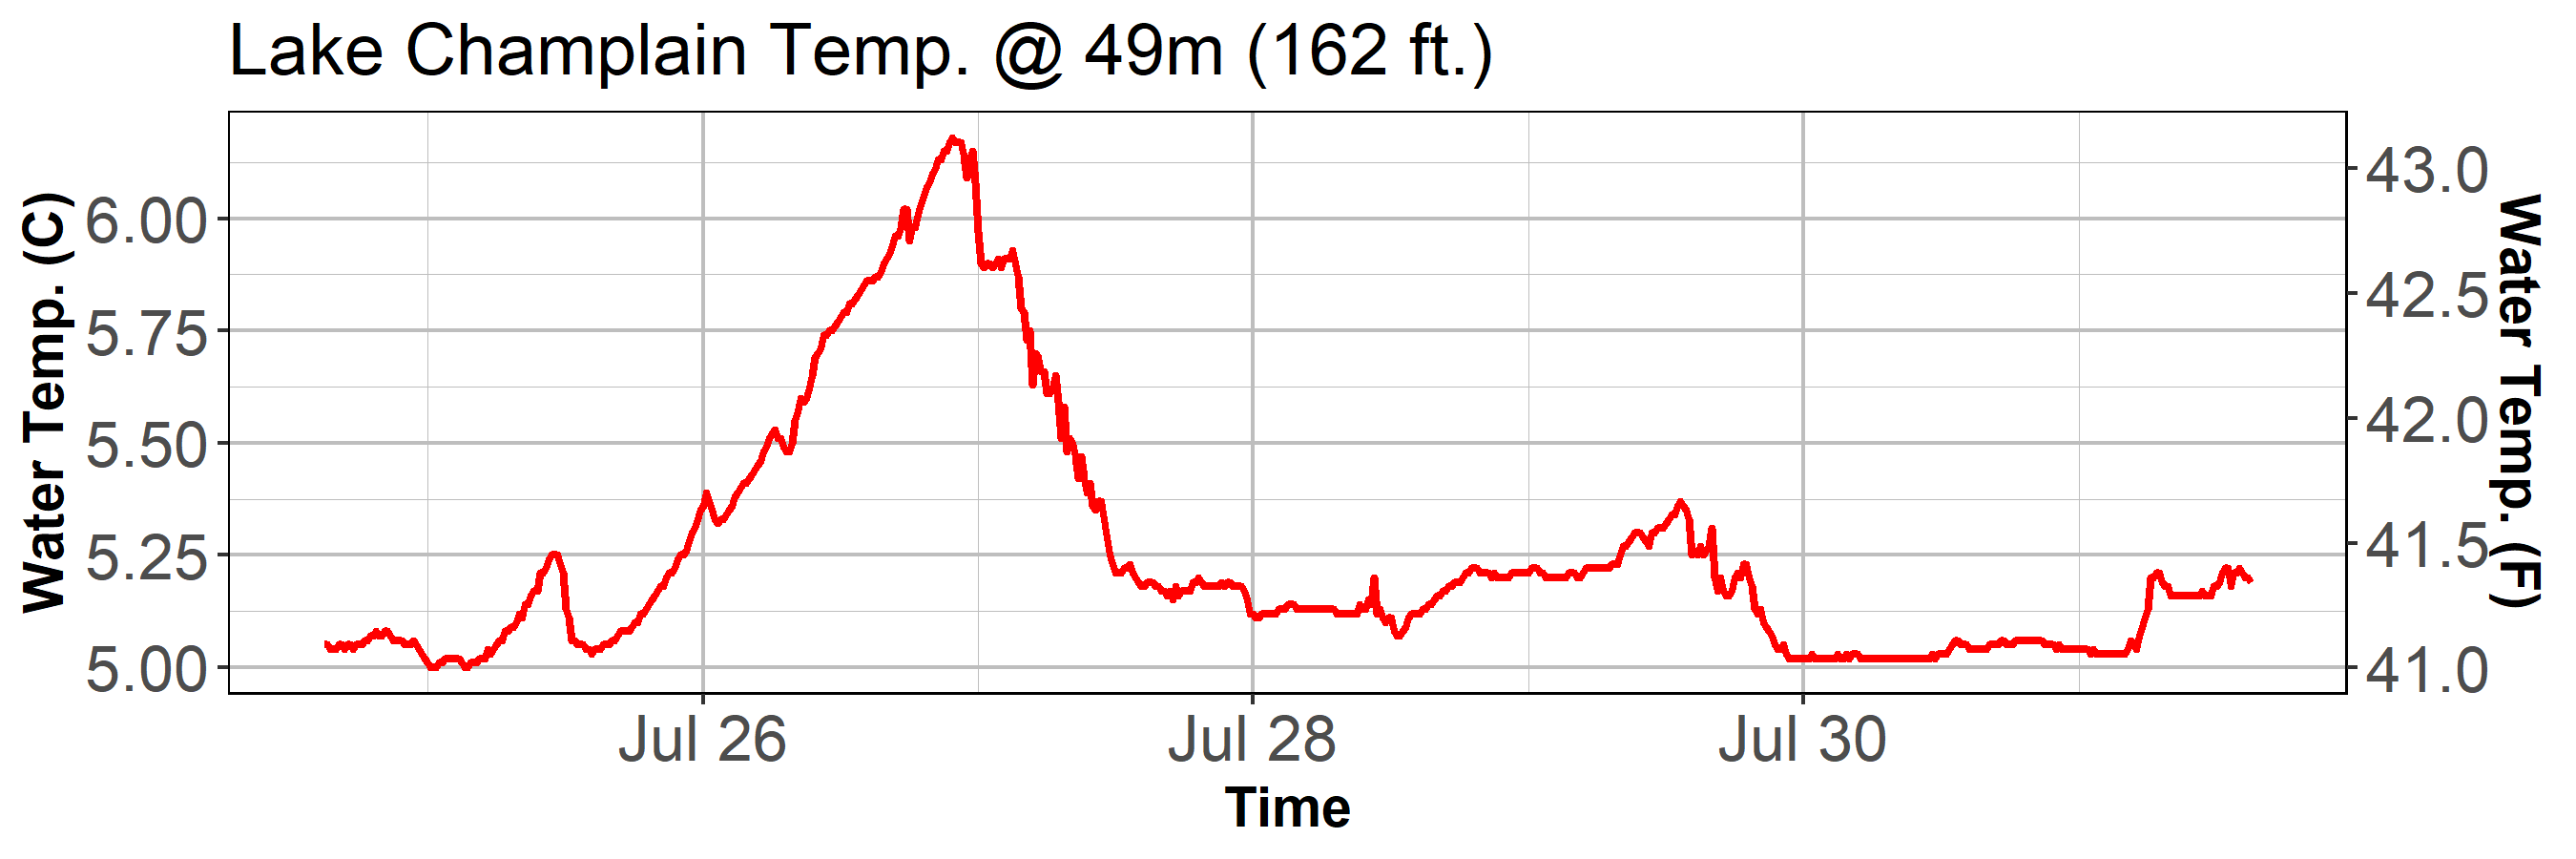 Lake Champlain Temp. @ 49m (162 ft.)
Water Temp. (C)
6.00
5.75
5.50
5.25
5.00
43.0
42.5
42.0
41.5
41.0
Water Temp. (F)
Jul 26
Jul 28
Jul 30
Time